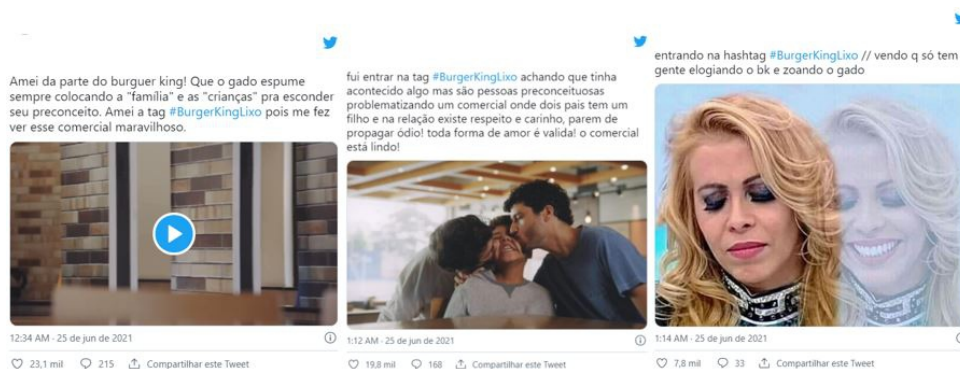 Amei da parte do burguer king! Que o gado espume
sempre colocando a "família" e as "crianças" pra esconder
seu preconceito. Amei a tag #BurgerKingLixo pois me fez
ver esse comercial maravilhoso.
12:34 AM · 25 de jun de 2021
23,1 mil 215 Compartilhar este Tweet
fui entrar na tag #BurgerKingLixo achando que tinha
acontecido algo mas são pessoas preconceituosas
problematizando um comercial onde dois pais tem um
filho e na relação existe respeito e carinho, parem de
propagar ódio! toda forma de amor é valida! o comercial
está lindo!
1:12 AM · 25 de jun de 2021
19,8 mil 168 Compartilhar este Tweet
entrando na hashtag #BurgerKingLixo // vendo q só tem
gente elogiando o bk e zoando o gado
1:14 AM · 25 de jun de 2021
7,8 mil 33 Compartilhar este Tweet